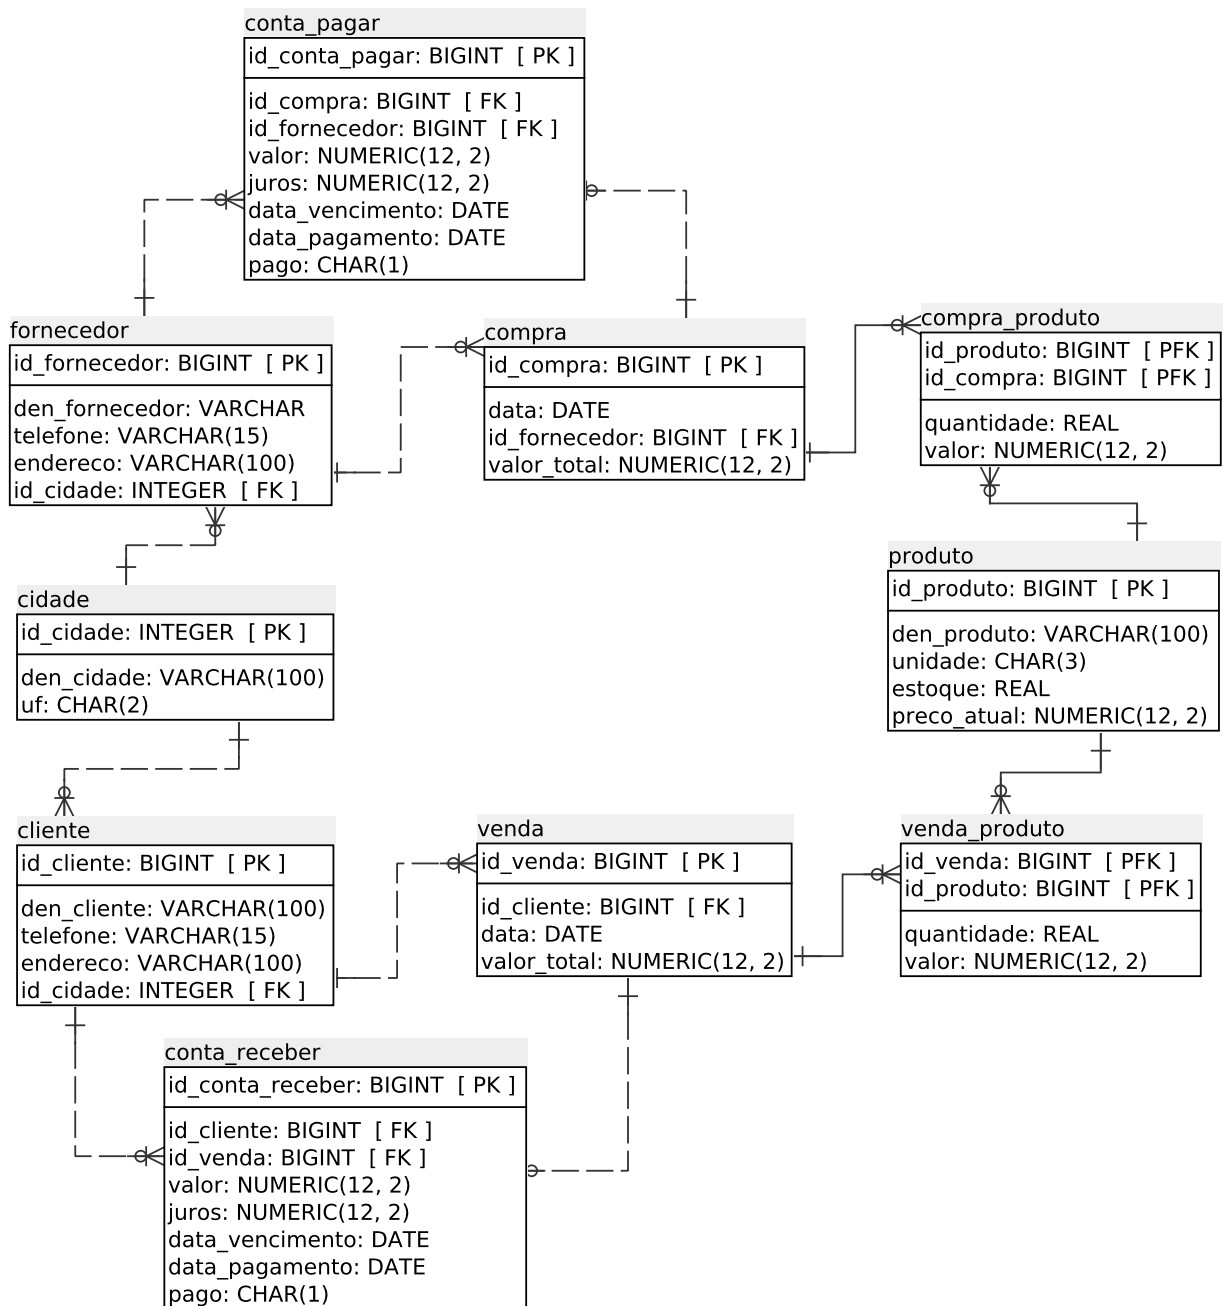 conta_pagar
id_conta_pagar: BIGINT [ PK ]
id_compra: BIGINT [ FK ]
id_fornecedor: BIGINT [ FK ]
valor: NUMERIC(12, 2)
juros: NUMERIC(12, 2)
data_vencimento: DATE
data_pagamento: DATE
pago: CHAR(1)
fornecedor
id_fornecedor: BIGINT [ PK ]
den_fornecedor: VARCHAR
telefone: VARCHAR(15)
endereco: VARCHAR(100)
id_cidade: INTEGER [ FK ]
compra
id_compra: BIGINT [ PK ]
data: DATE
id_fornecedor: BIGINT [ FK ]
valor_total: NUMERIC(12, 2)
compra_produto
id_produto: BIGINT [ PFK ]
id_compra: BIGINT [ PFK ]
quantidade: REAL
valor: NUMERIC(12, 2)
cidade
id_cidade: INTEGER [ PK ]
den_cidade: VARCHAR(100)
uf: CHAR(2)
produto
id_produto: BIGINT [ PK ]
den_produto: VARCHAR(100)
unidade: CHAR(3)
estoque: REAL
preco_atual: NUMERIC(12, 2)
cliente
id_cliente: BIGINT [ PK ]
den_cliente: VARCHAR(100)
telefone: VARCHAR(15)
endereco: VARCHAR(100)
id_cidade: INTEGER [ FK ]
venda
id_venda: BIGINT [ PK ]
id_cliente: BIGINT [ FK ]
data: DATE
valor_total: NUMERIC(12, 2)
venda_produto
id_venda: BIGINT [ PFK ]
id_produto: BIGINT [ PFK ]
quantidade: REAL
valor: NUMERIC(12, 2)
conta_receber
id_conta_receber: BIGINT [ PK ]
id_cliente: BIGINT [ FK ]
id_venda: BIGINT [ FK ]
valor: NUMERIC(12, 2)
juros: NUMERIC(12, 2)
data_vencimento: DATE
data_pagamento: DATE
pago: CHAR(1)